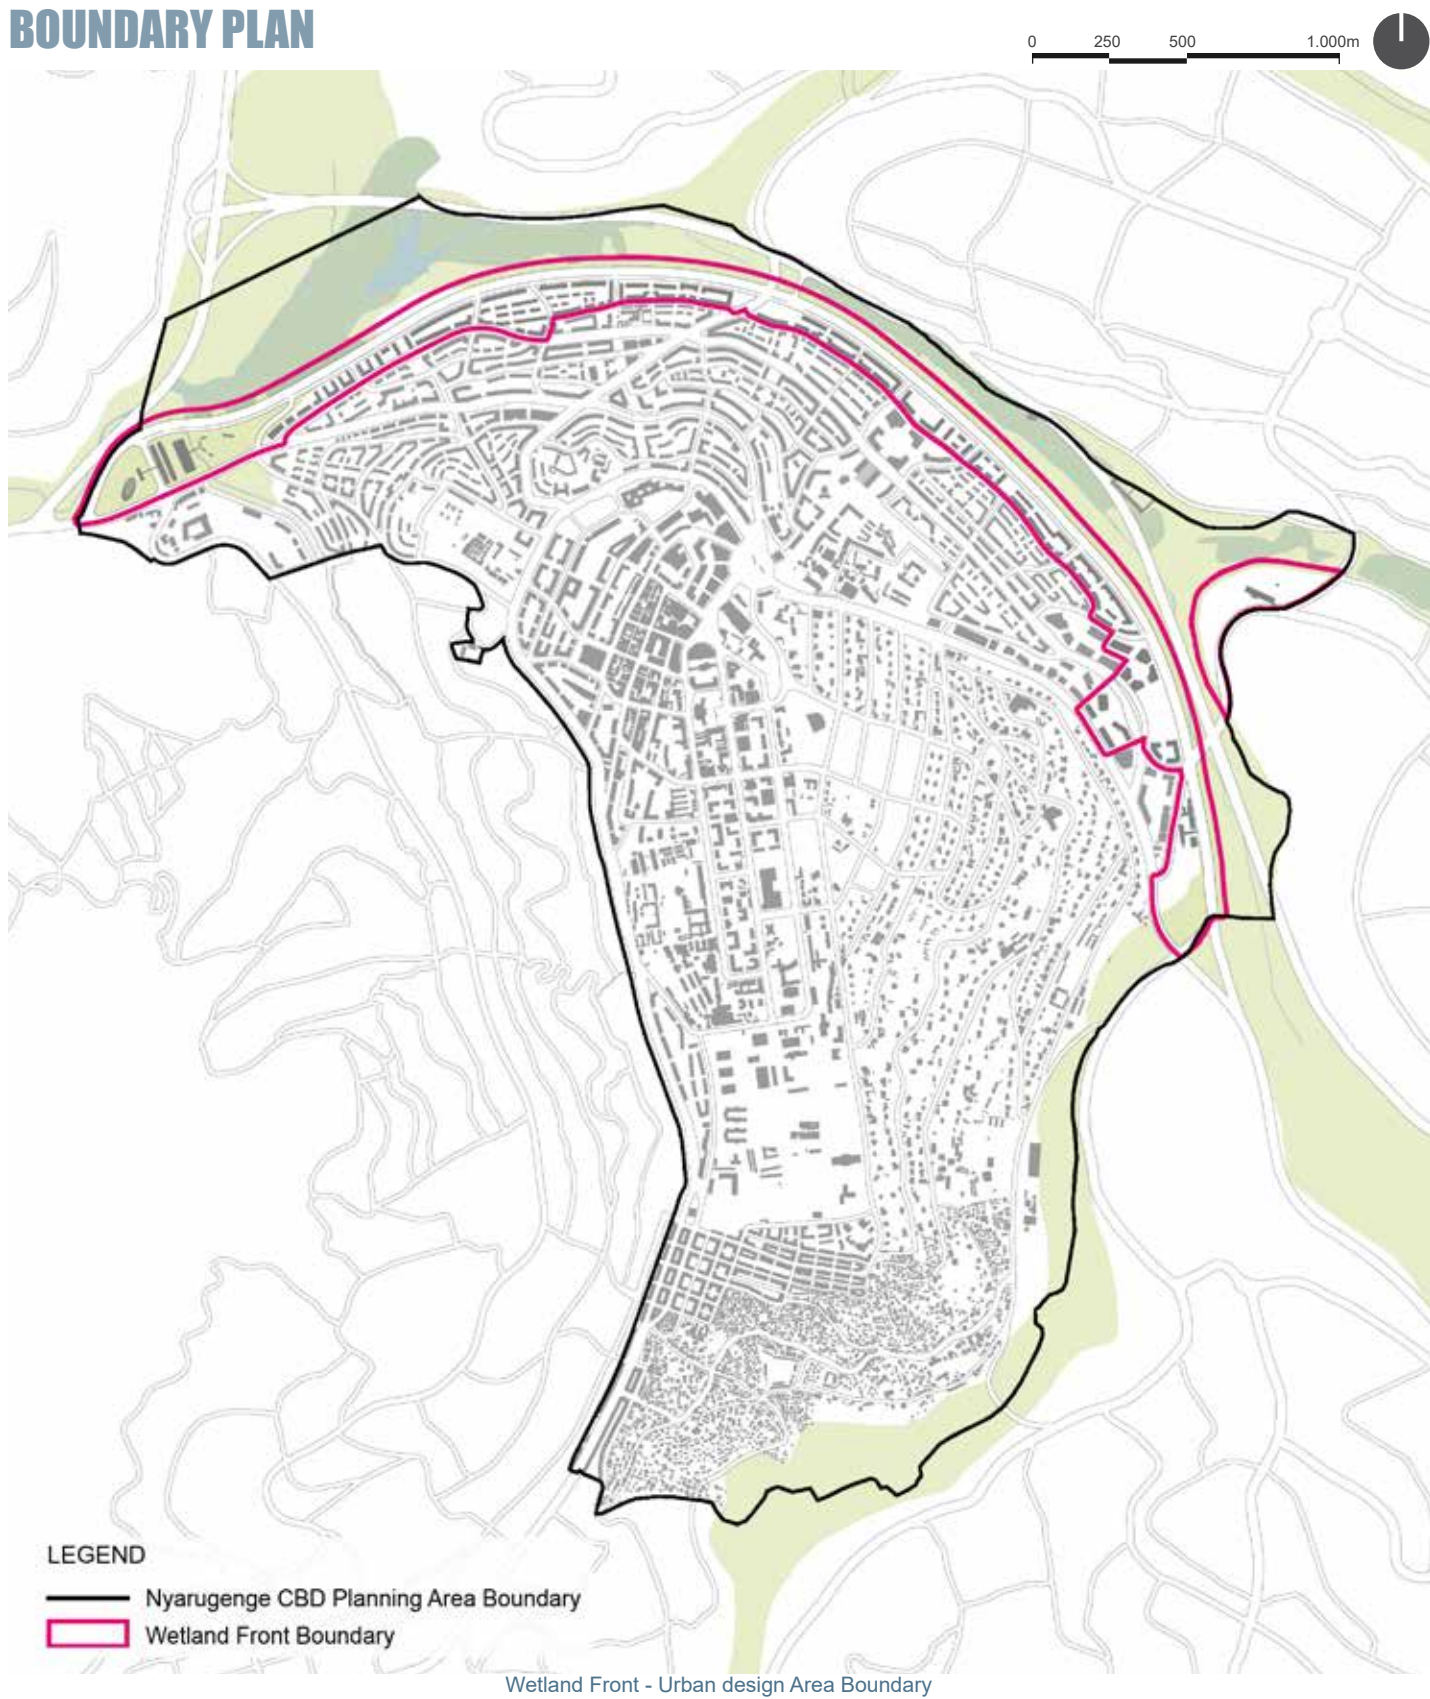 BOUNDARY PLAN
0 250 500 1.000m
LEGEND
Nyarugenge CBD Planning Area Boundary
Wetland Front Boundary
Wetland Front - Urban design Area Boundary